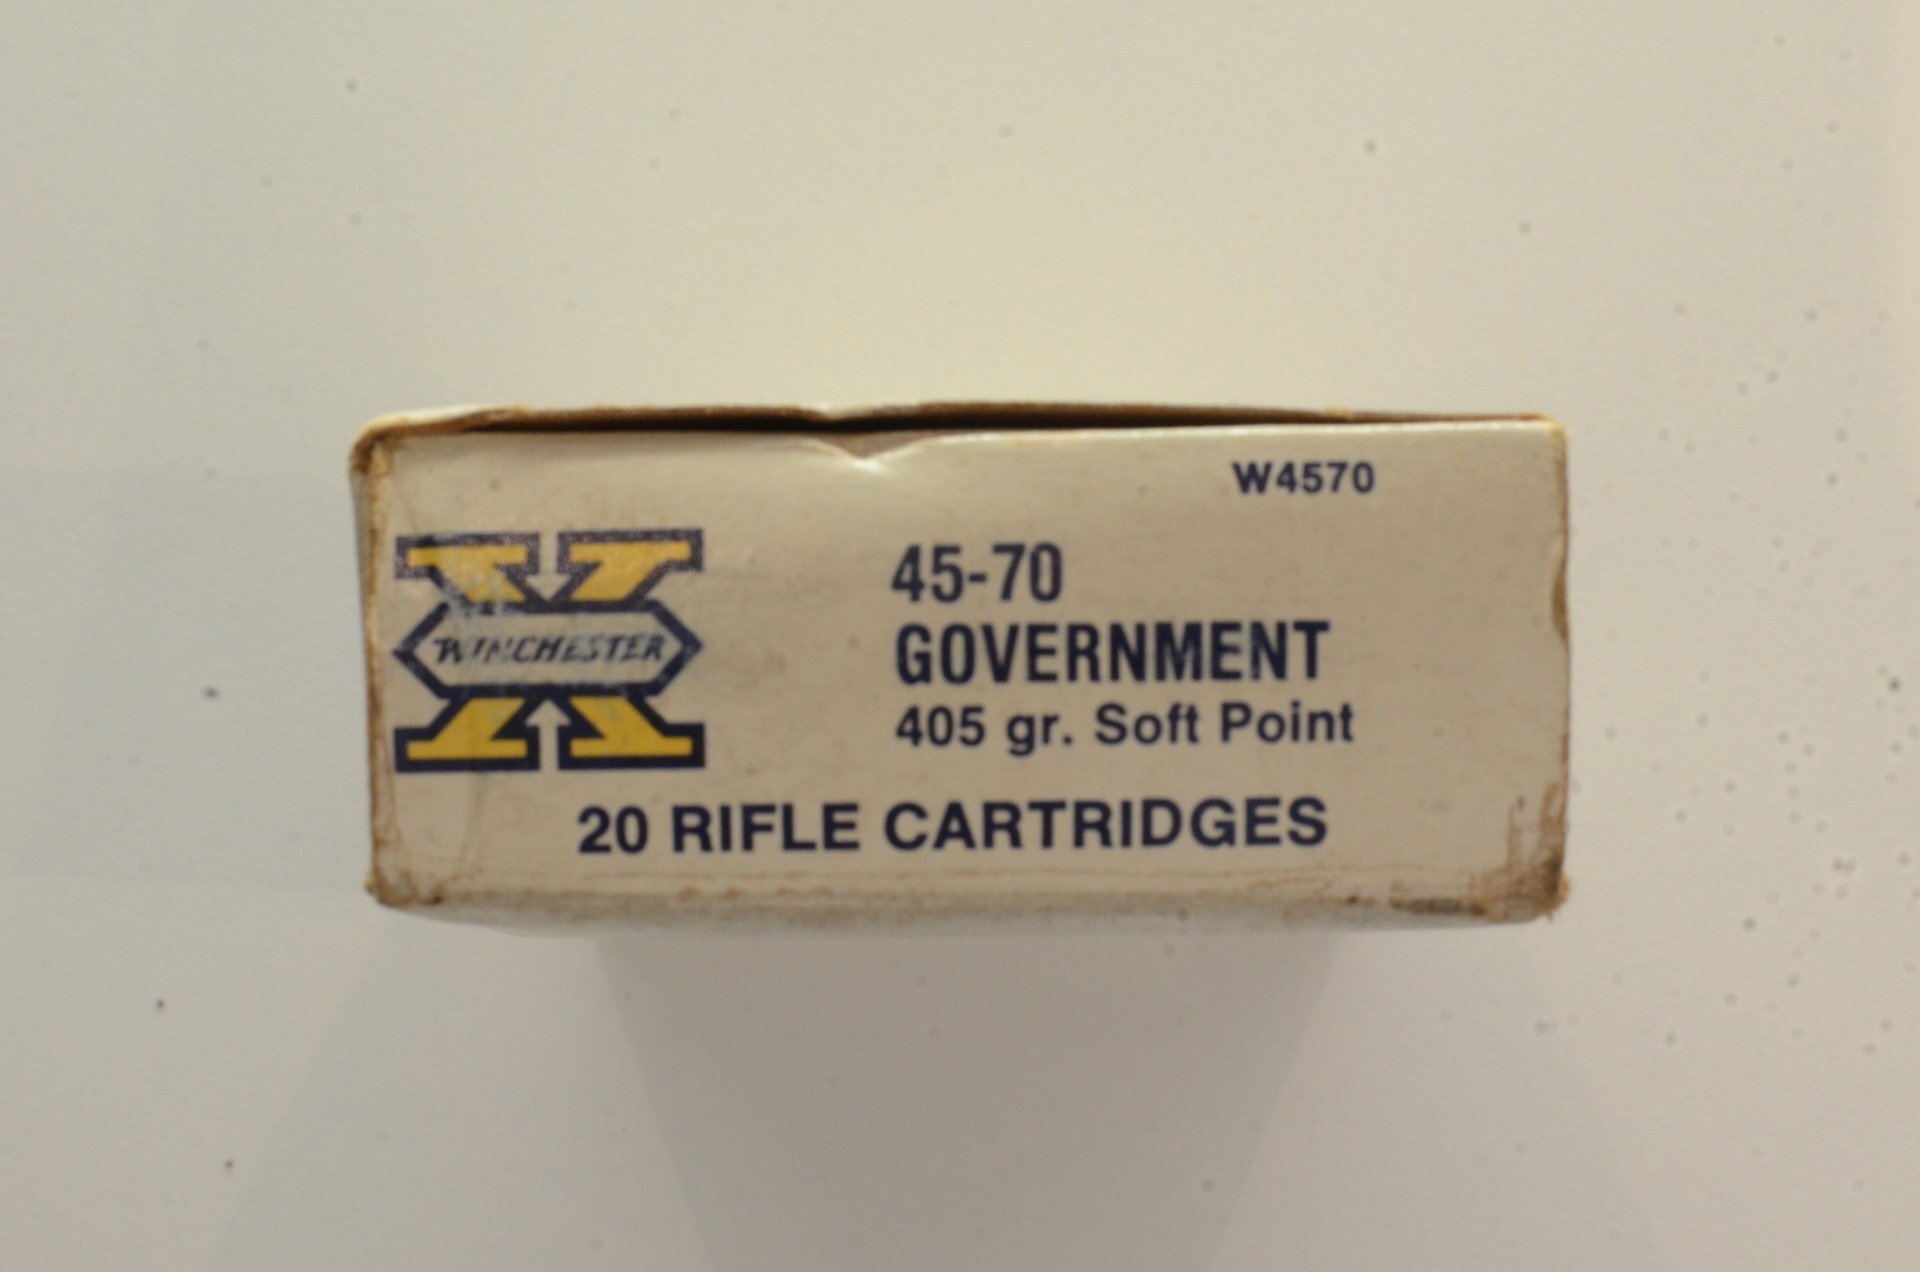 W4570
WINCHESTER
45-70
GOVERNMENT
405 gr. Soft Point
20 RIFLE CARTRIDGES